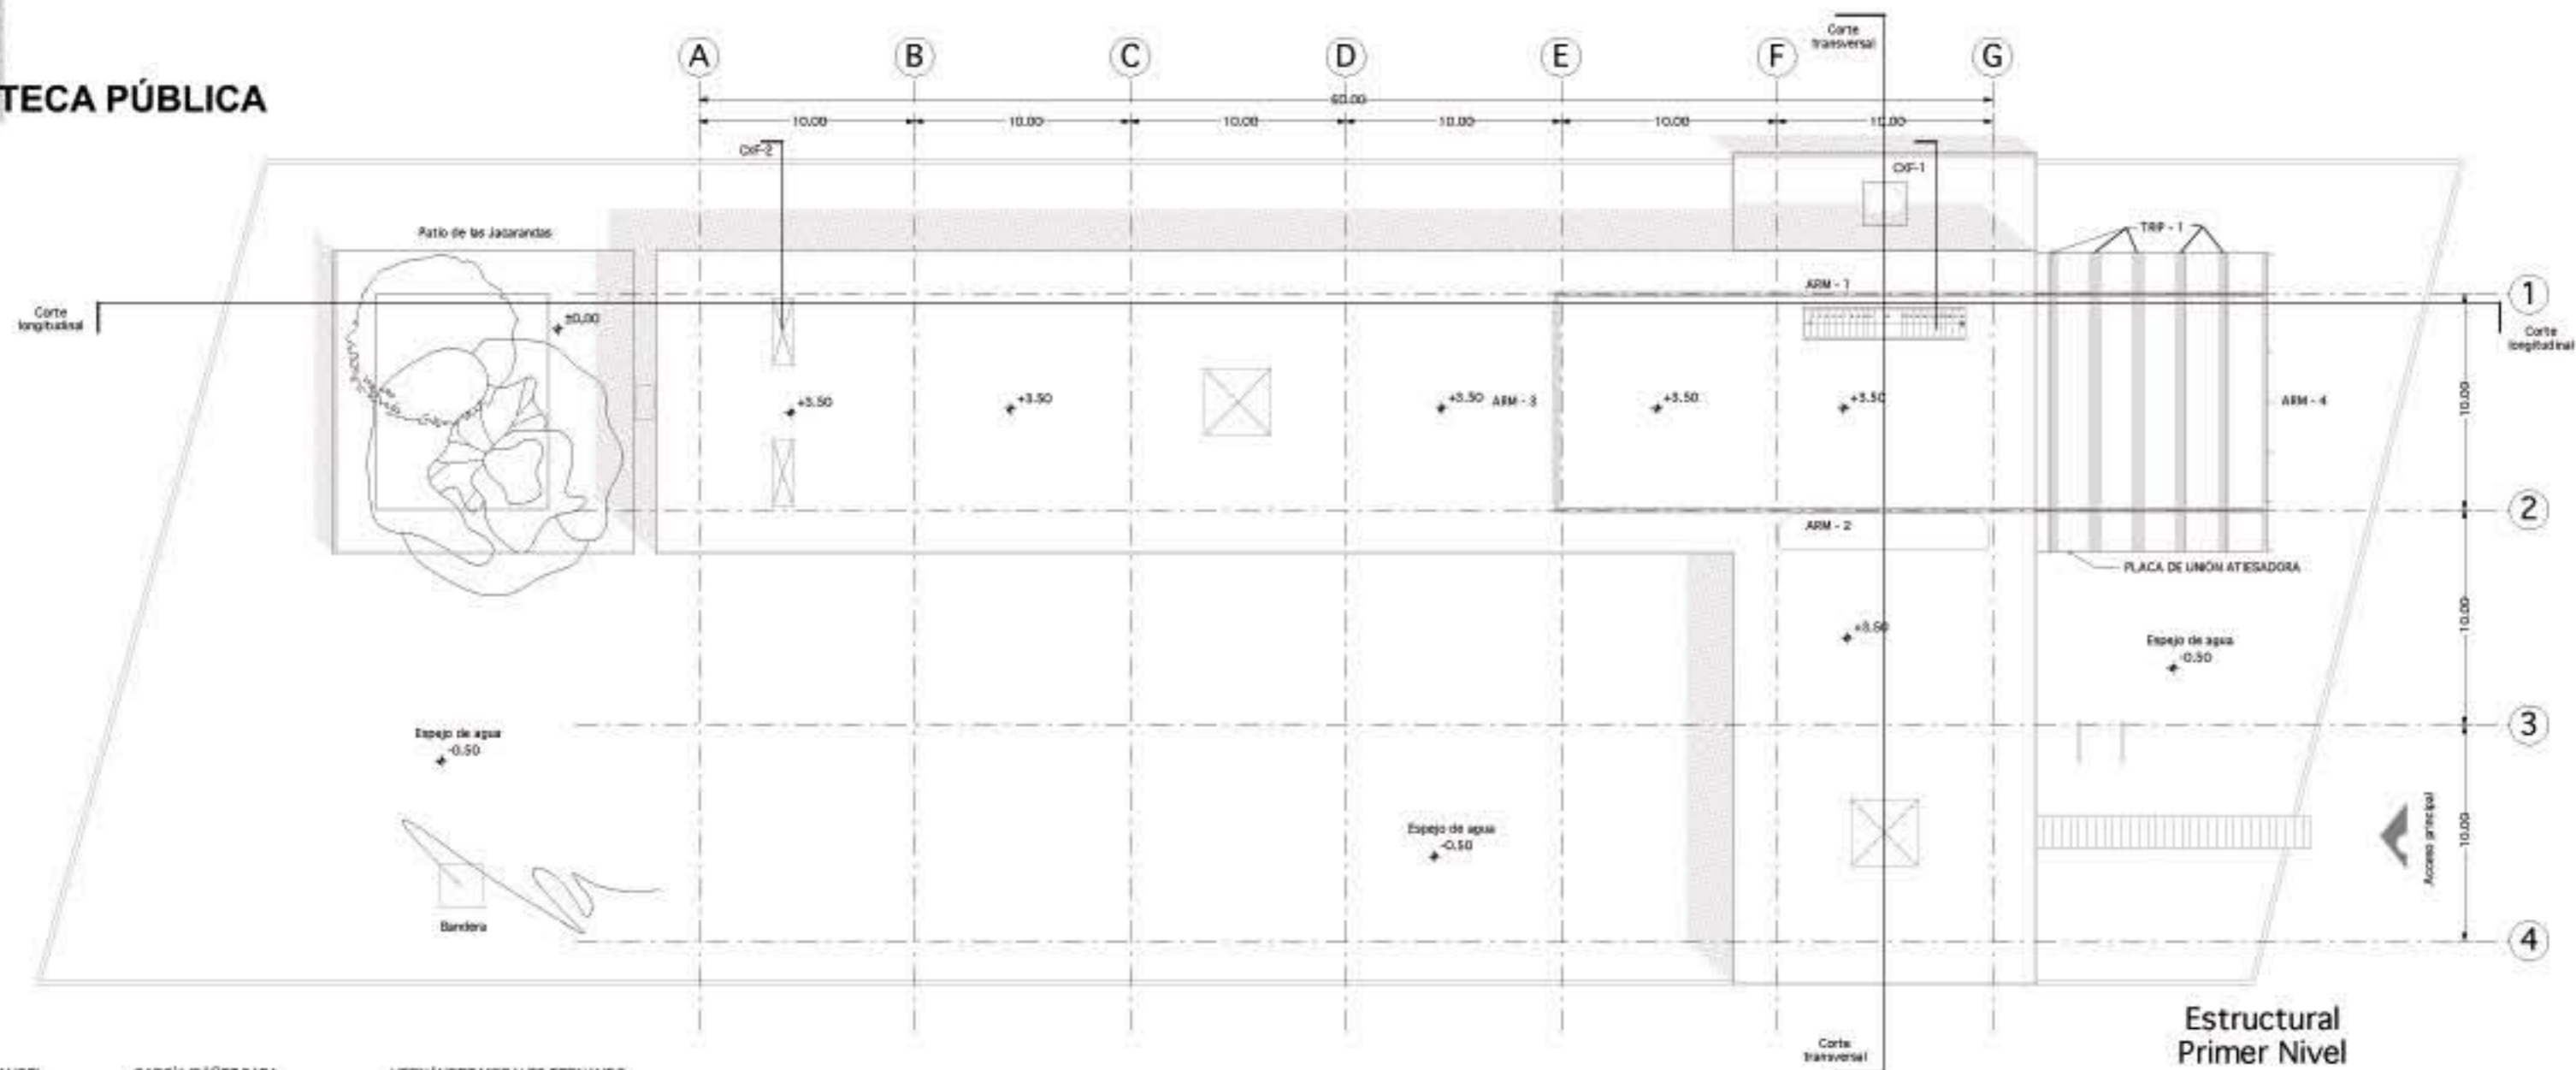 TECA PÚBLICA
A B C D E F G
Corte
transversal
60.00
10.00 10.00 10.00 10.00 10.00 10.00
CXF-2
CXF-1
Patio de las Jacarandas
TRIP - 1
ARM - 1
1
Corte
longitudinal
±0.00
Corte
longitudinal
+3.50
+3.50
+3.50
ARM - 3
+3.50
+3.50
ARM - 4
10.00
2
ARM - 2
PLACA DE UNIÓN ATIESADORA
10.00
+3.50
Espejo de agua
-0.50
3
Espejo de agua
-0.50
Espejo de agua
-0.50
Acceso principal
10.00
Bandera
4
Estructural
Primer Nivel
Corte
transversal